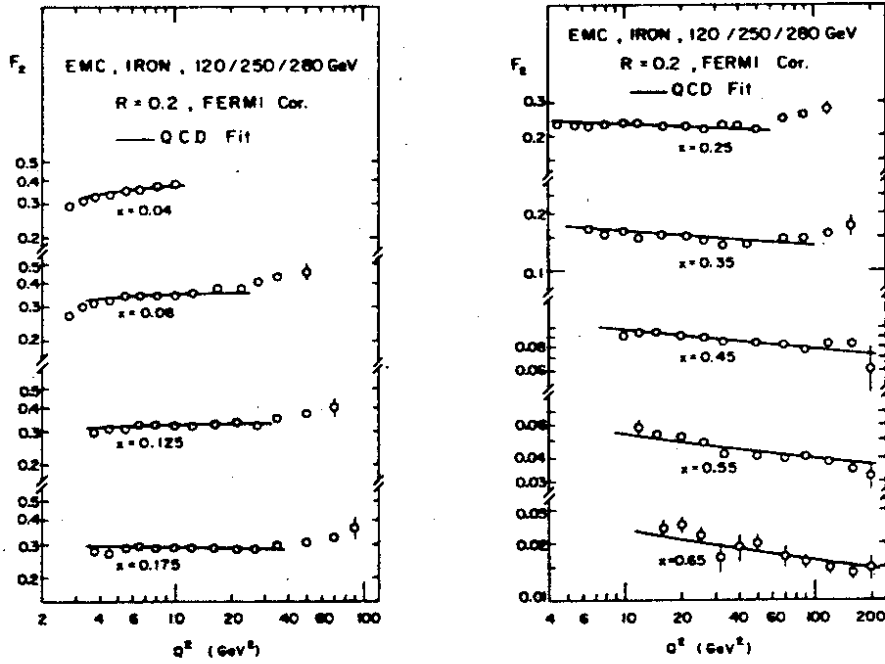 EMC, IRON, 120/250/280 GeV
R = 0.2, FERMI Cor.
— QCD Fit
F₂
0.5
0.4
0.3
0.2
x = 0.04
0.5
0.4
0.3
0.2
x = 0.08
0.5
0.4
0.3
0.2
x = 0.125
0.5
0.4
0.3
0.2
x = 0.175
2 4 6 10 20 40 60 100
Q² (GeV²)
EMC, IRON, 120/250/280 GeV
R = 0.2, FERMI Cor.
— QCD Fit
F₂
0.3
0.2
x = 0.25
0.2
0.1
x = 0.35
0.08
0.06
x = 0.45
0.04
0.03
x = 0.55
0.01
x = 0.65
4 6 10 20 40 60 100 200
Q² (GeV²)